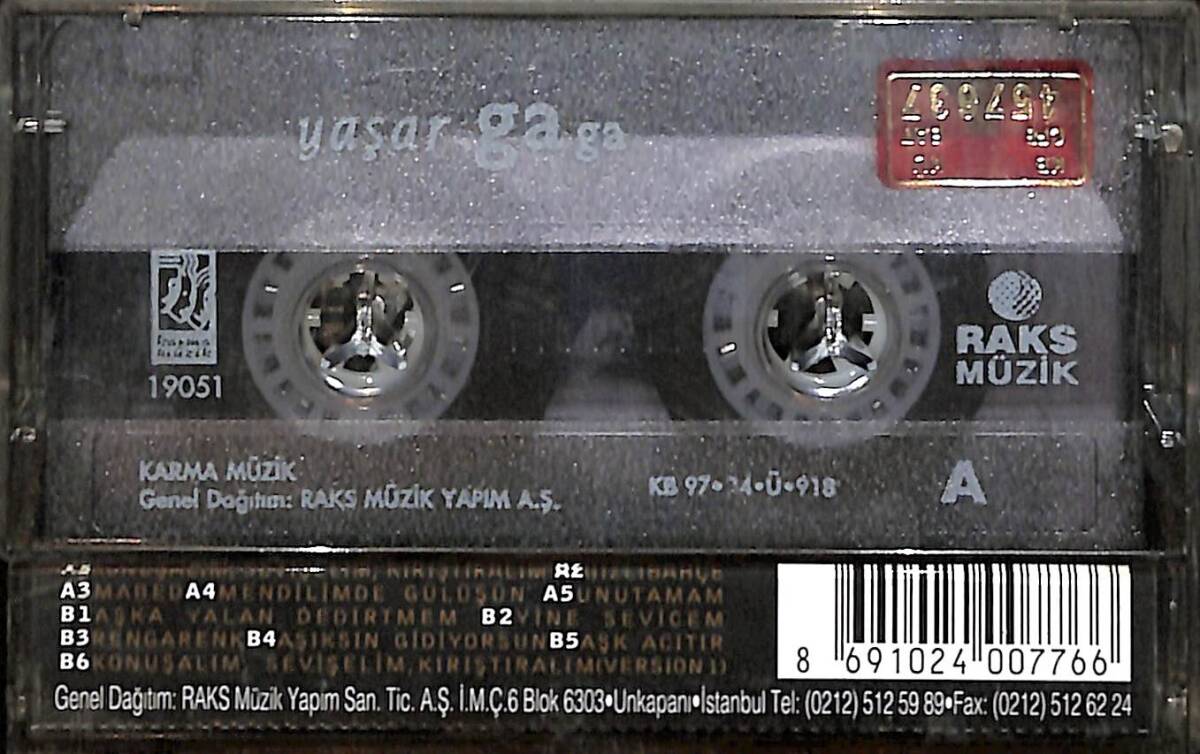 yaşar ga ga
457637
19051
RAKS
MÜZİK
KARMA MÜZİK
Genel Dağıtım: RAKS MÜZİK YAPIM A.Ş.
KB 97• 34•Ü•918
A
A3 MABED A4 MENDİLİMDE GÜLÜŞÜN A5 UNUTAMAM
B1 AŞKA YALAN DEDİRTMEM B2 YİNE SEVİCEM
B3 RENGARENK B4 AŞIKSIN GİDİYORSUN B5 AŞK ACITIR
B6 KONUŞALIM, SEVİŞELİM, KIRIŞTIRALIM(VERSION 1)
8 691024 007766
Genel Dağıtım: RAKS Müzik Yapım San. Tic. A.Ş. İ.M.Ç.6 Blok 6303•Unkapanı•İstanbul Tel: (0212) 512 59 89•Fax: (0212) 512 62 24